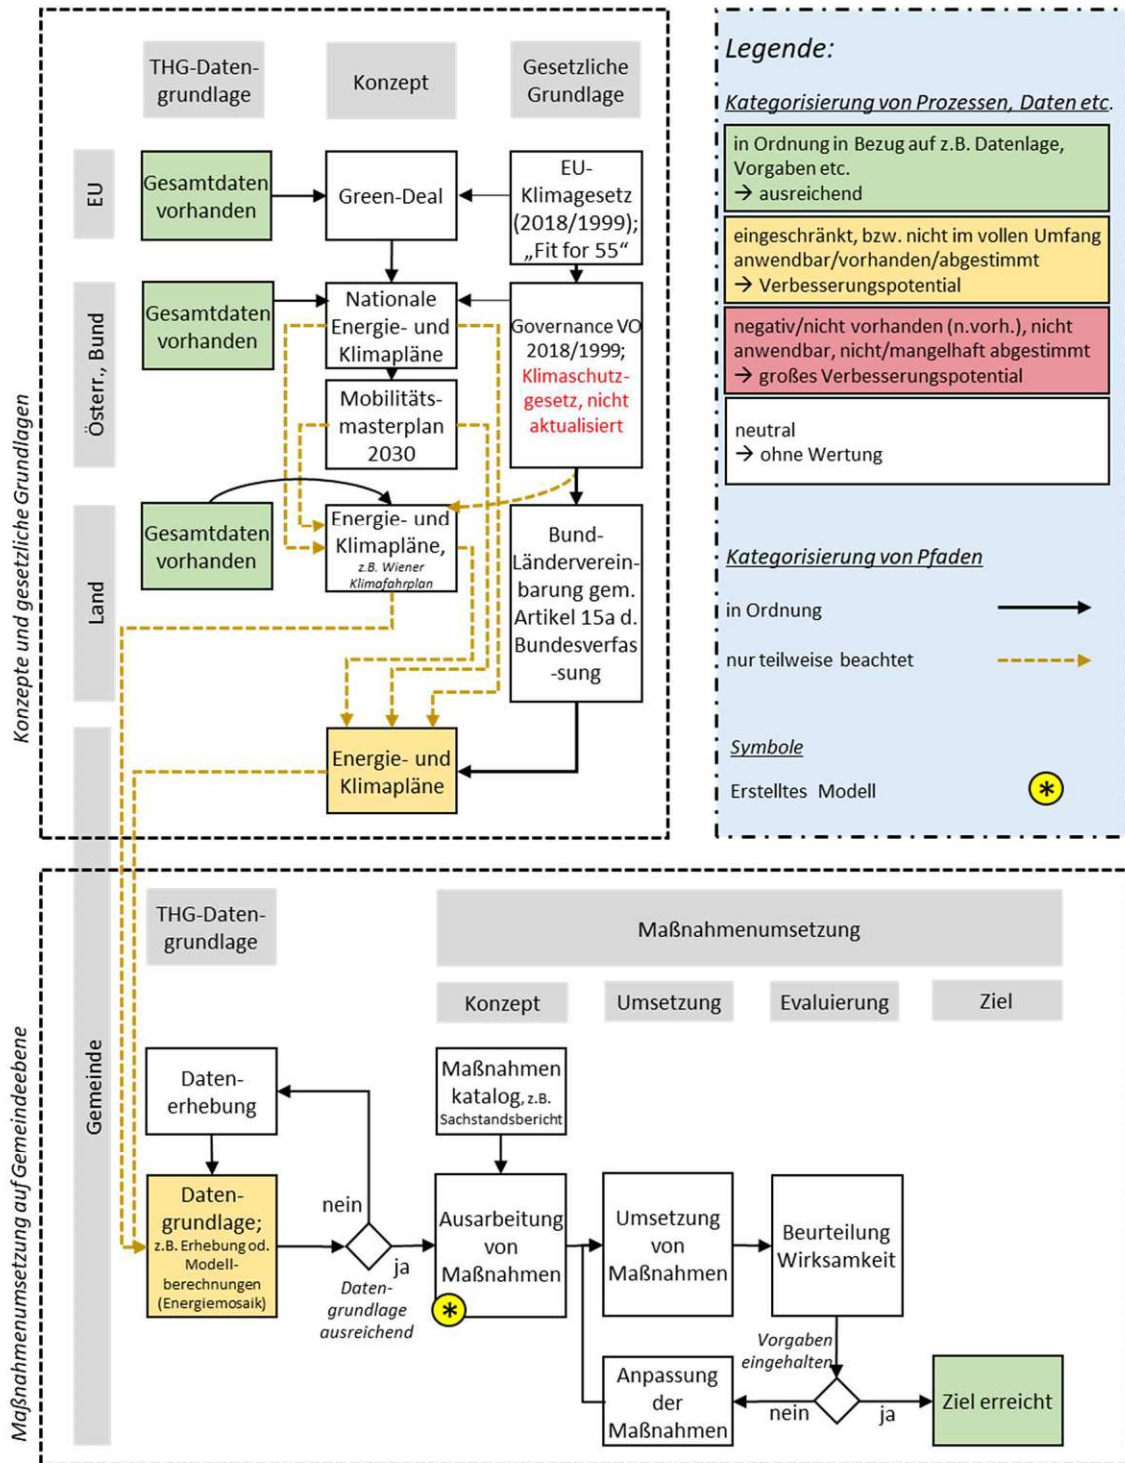 Konzepte und gesetzliche Grundlagen
THG-Daten-
grundlage
Konzept
Gesetzliche
Grundlage
EU
Gesamtdaten
vorhanden
Green-Deal
EU-
Klimagesetz
(2018/1999);
„Fit for 55“
Österr., Bund
Gesamtdaten
vorhanden
Nationale
Energie- und
Klimapläne
Mobilitäts-
masterplan
2030
Governance VO
2018/1999;
Klimaschutz-
gesetz, nicht
aktualisiert
Land
Gesamtdaten
vorhanden
Energie- und
Klimapläne,
z.B. Wiener
Klimafahrplan
Bund-
Ländervерein-
barung gem.
Artikel 15a d.
Bundesverfas
-sung
Energie- und
Klimapläne
Legende:
Kategorisierung von Prozessen, Daten etc.
in Ordnung in Bezug auf z.B. Datenlage,
Vorgaben etc.
→ ausreichend
eingeschränkt, bzw. nicht im vollen Umfang
anwendbar/vorhanden/abgestimmt
→ Verbesserungspotential
negativ/nicht vorhanden (n.vorh.), nicht
anwendbar, nicht/mangelhaft abgestimmt
→ großes Verbesserungspotential
neutral
→ ohne Wertung
Kategorisierung von Pfaden
in Ordnung
nur teilweise beachtet
Symbole
Erstelltes Modell *
Maßnahmenumsetzung auf Gemeindeebene
Gemeinde
THG-Daten-
grundlage
Maßnahmenumsetzung
Konzept
Umsetzung
Evaluierung
Ziel
Daten-
erhebung
Daten-
grundlage;
z.B. Erhebung od.
Modell-
berechnungen
(Energiemosaik)
nein
ja
Daten-
grundlage
ausreichend
Maßnahmen
katalog, z.B.
Sachstandsbericht
Ausarbeitung
von
Maßnahmen
*
Umsetzung
von
Maßnahmen
Beurteilung
Wirksamkeit
Vorgaben
eingehalten
Anpassung
der
Maßnahmen
nein
ja
Ziel erreicht